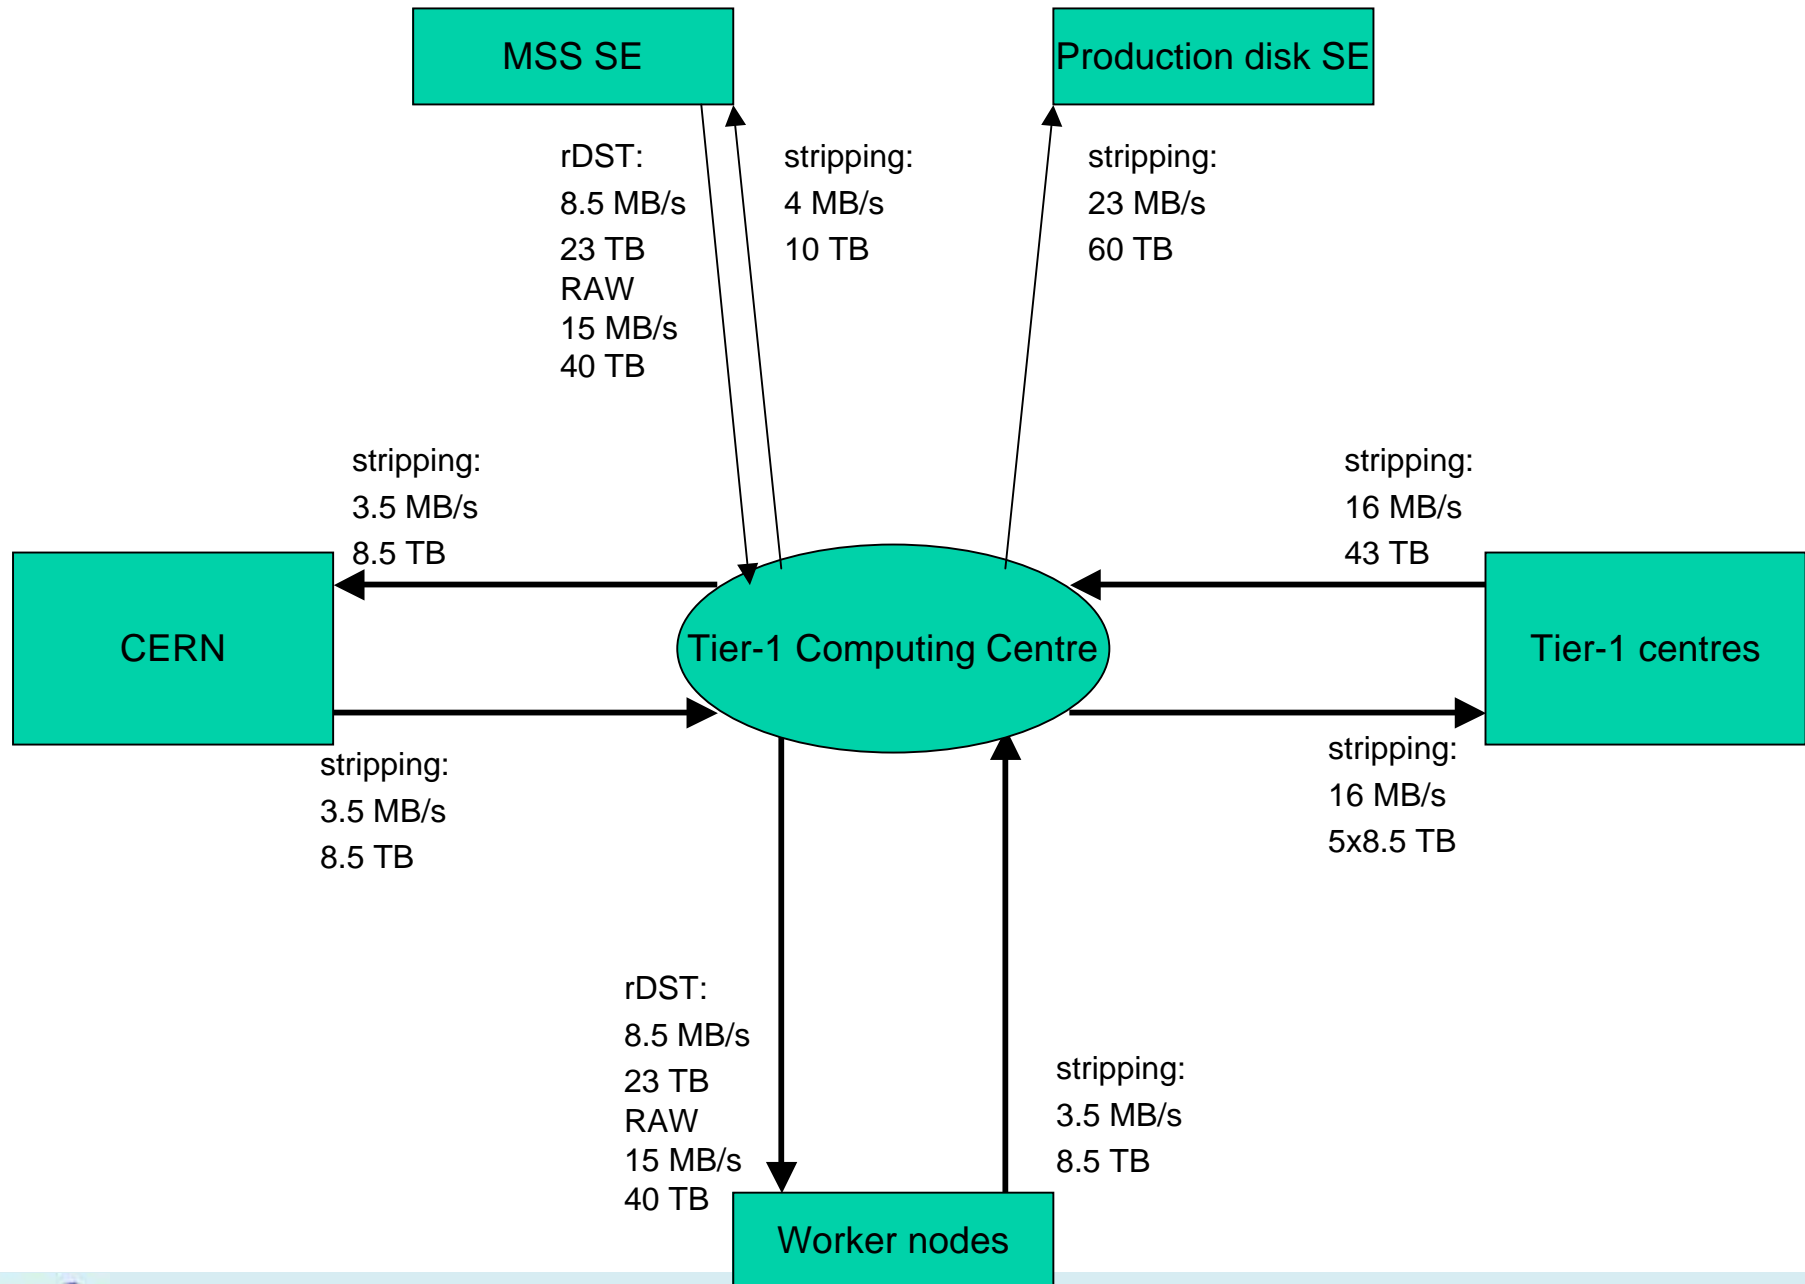 MSS SE
Production disk SE
rDST:
8.5 MB/s
23 TB
RAW
15 MB/s
40 TB
stripping:
4 MB/s
10 TB
stripping:
23 MB/s
60 TB
stripping:
3.5 MB/s
8.5 TB
stripping:
16 MB/s
43 TB
CERN
Tier-1 Computing Centre
Tier-1 centres
stripping:
3.5 MB/s
8.5 TB
stripping:
16 MB/s
5x8.5 TB
rDST:
8.5 MB/s
23 TB
RAW
15 MB/s
40 TB
stripping:
3.5 MB/s
8.5 TB
Worker nodes